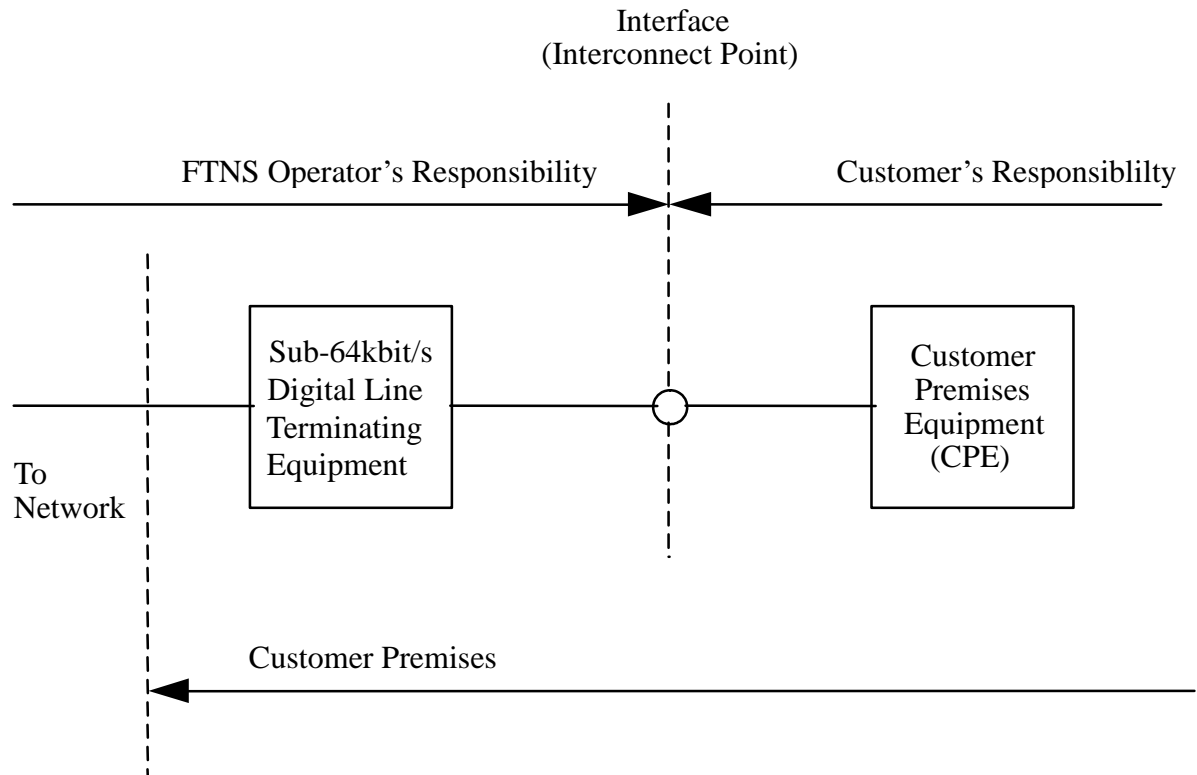 Interface
(Interconnect Point)
FTNS Operator’s Responsibility
Customer’s Responsiblilty
Sub-64kbit/s
Digital Line
Terminating
Equipment
Customer
Premises
Equipment
(CPE)
To
Network
Customer Premises